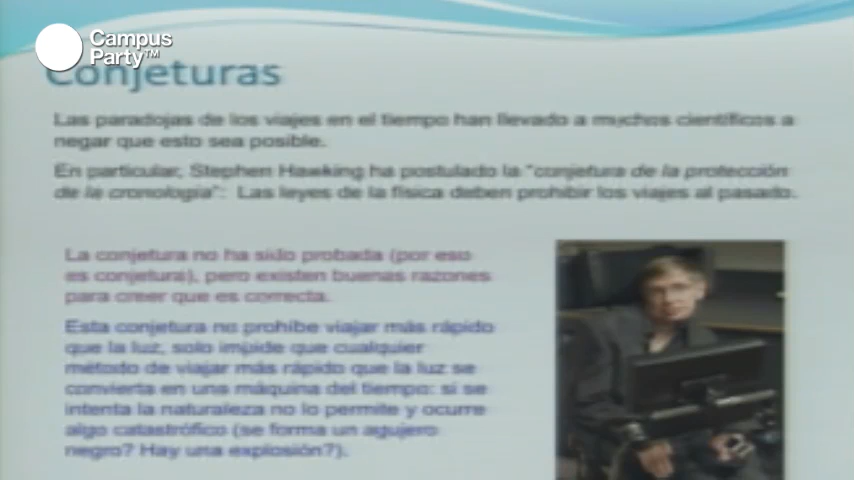 Campus
Party™
Conjeturas
Las paradojas de los viajes en el tiempo han llevado a muchos científicos a
negar que esto sea posible.
En particular, Stephen Hawking ha postulado la "conjetura de la protección
de la cronología": Las leyes de la física deben prohibir los viajes al pasado.
La conjetura no ha sido probada (por eso
es conjetura), pero existen buenas razones
para creer que es correcta.
Esta conjetura no prohibe viajar más rápido
que la luz, solo impide que cualquier
método de viajar más rápido que la luz se
convierta en una máquina del tiempo: si se
intenta la naturaleza no lo permite y ocurre
algo catastrófico (se forma un agujero
negro? Hay una explosión?).